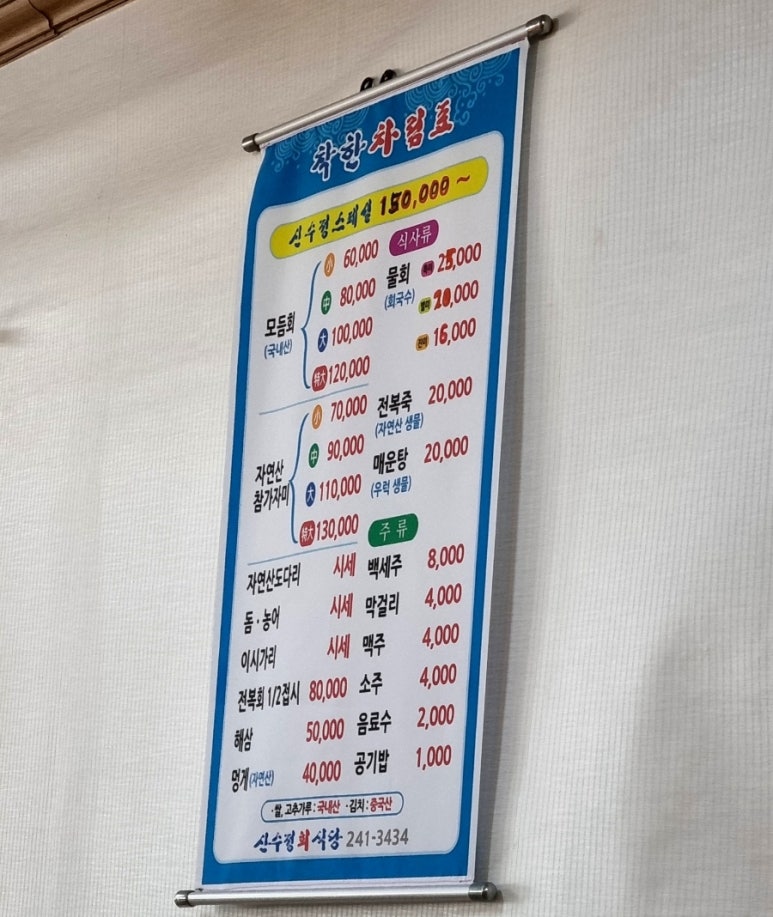 착한차림표
신수정스페셜 150,000 ~
모듬회
(국내산)
小 60,000
中 80,000
大 100,000
特大 120,000
자연산
참가자미
小 70,000
中 90,000
大 110,000
特大 130,000
자연산도다리 시세
돔·농어 시세
이시가리 시세
전복회 1/2접시 80,000
해삼 50,000
멍게(자연산) 40,000
식사류
물회
(회국수)
25,000
20,000
16,000
전복죽 20,000
(자연산 생물)
매운탕 20,000
(우럭 생물)
주류
백세주 8,000
막걸리 4,000
맥주 4,000
소주 4,000
음료수 2,000
공기밥 1,000
·쌀, 고추가루 : 국내산 ·김치 : 중국산
신수정회식당 241-3434